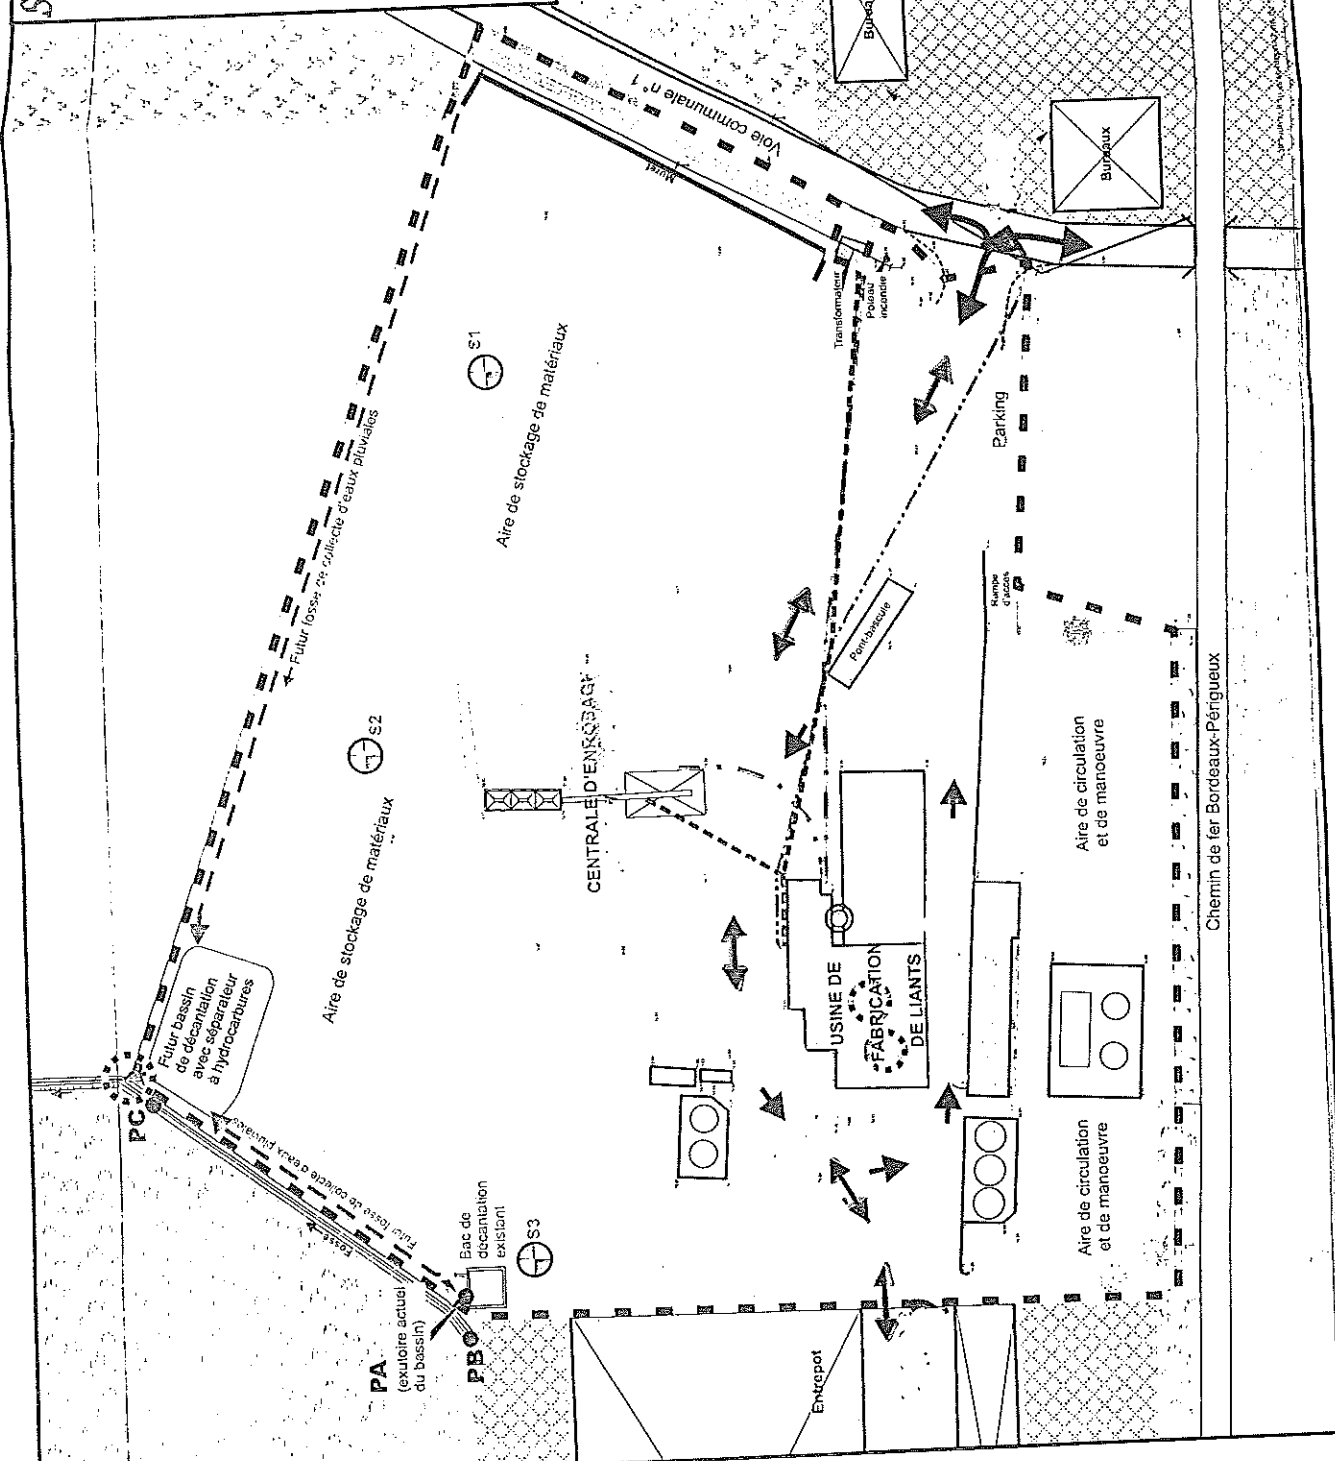 Voie communale n° 1
Muret
Bureaux
Bureaux
Futur fosse de collecte d'eaux pluviales
S1
Aire de stockage de matériaux
Transformateur
Poteau
incendie
Parking
Rampe
d'accès
Pont-bascule
S2
Aire de stockage de matériaux
CENTRALE D'ENROBAGE
Aire de circulation
et de manoeuvre
Chemin de fer Bordeaux-Périgueux
Futur bassin
de décantation
avec séparateur
à hydrocarbures
USINE DE
FABRICATION
DE LIANTS
PC
Futur fosse de collecte d'eaux pluviales
Fossé
Bac de
decantation
existant
S3
PA
(exutoire actuel
du bassin)
PB
Aire de circulation
et de manoeuvre
Entrepot